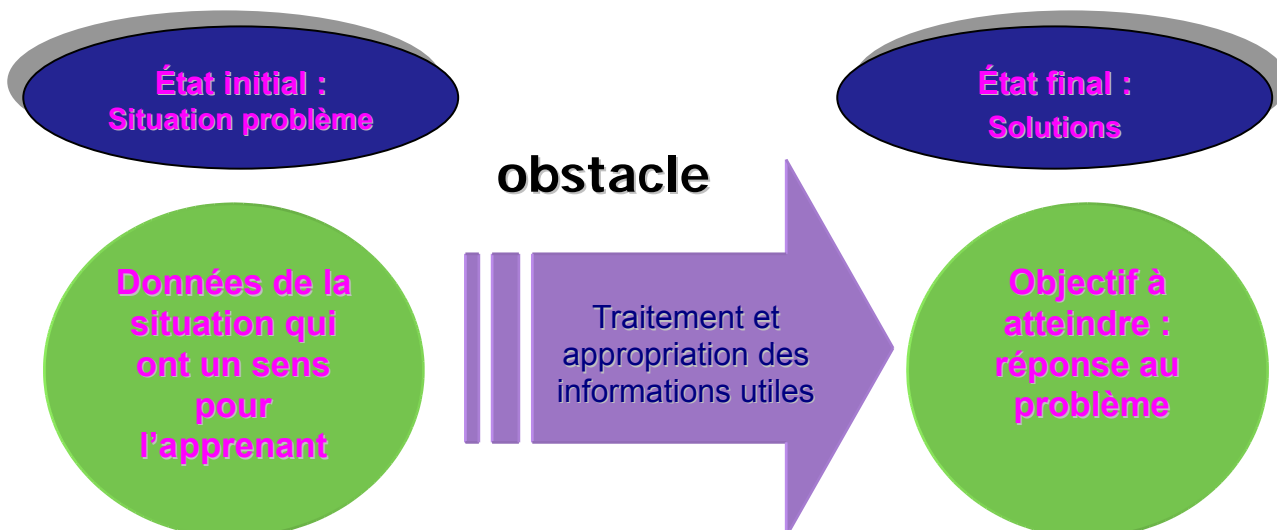 État initial :
Situation problème
État final :
Solutions
obstacle
Données de la
situation qui
ont un sens
pour
l’apprenant
Traitement et
appropriation des
informations utiles
Objectif à
atteindre :
réponse au
problème